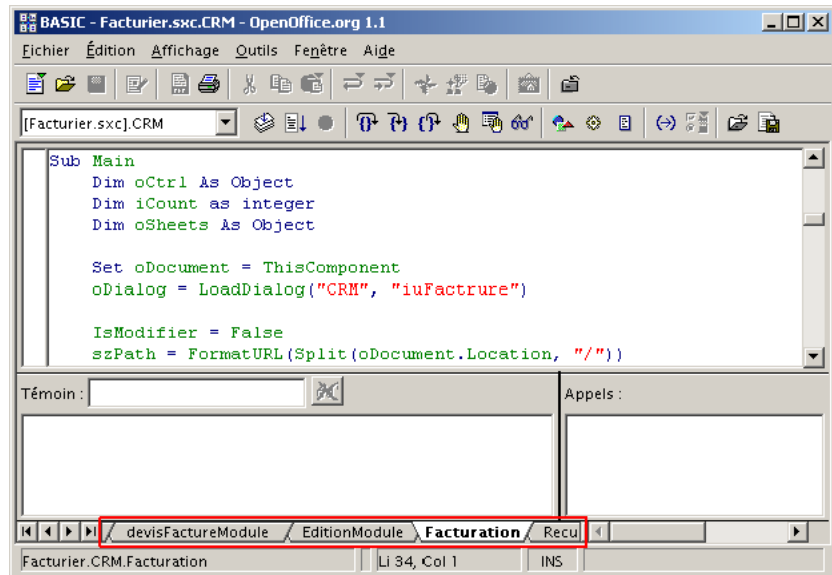 BASIC - Facturier.sxc.CRM - OpenOffice.org 1.1
Fichier Édition Affichage Outils Fenêtre Aide
[Facturier.sxc].CRM
Sub Main
Dim oCtrl As Object
Dim iCount as integer
Dim oSheets As Object
Set oDocument = ThisComponent
oDialog = LoadDialog("CRM", "iuFactrure")
IsModifier = False
szPath = FormatURL(Split(oDocument.Location, "/"))
Témoin :
Appels :
devisFactureModule EditionModule Facturation Recu
Facturier.CRM.Facturation Li 34, Col 1 INS